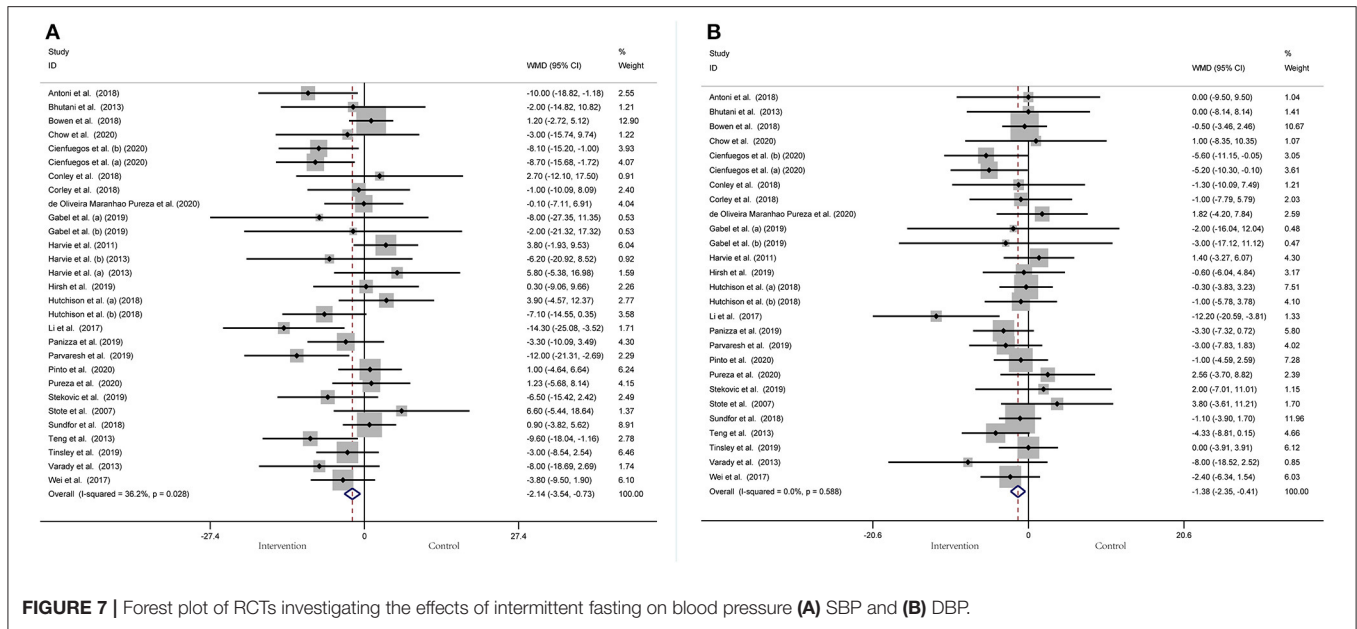 A
Study %
ID WMD (95% CI) Weight
Antoni et al. (2018) -10.00 (-18.82, -1.18) 2.55
Bhutani et al. (2013) -2.00 (-14.82, 10.82) 1.21
Bowen et al. (2018) 1.20 (-2.72, 5.12) 12.90
Chow et al. (2020) -3.00 (-15.74, 9.74) 1.22
Cienfuegos et al. (b) (2020) -8.10 (-15.20, -1.00) 3.93
Cienfuegos et al. (a) (2020) -8.70 (-15.68, -1.72) 4.07
Conley et al. (2018) 2.70 (-12.10, 17.50) 0.91
Corley et al. (2018) -1.00 (-10.09, 8.09) 2.40
de Oliveira Maranhao Pureza et al. (2020) -0.10 (-7.11, 6.91) 4.04
Gabel et al. (a) (2019) -8.00 (-27.35, 11.35) 0.53
Gabel et al. (b) (2019) -2.00 (-21.32, 17.32) 0.53
Harvie et al. (2011) 3.80 (-1.93, 9.53) 6.04
Harvie et al. (b) (2013) -6.20 (-20.92, 8.52) 0.92
Harvie et al. (a) (2013) 5.80 (-5.38, 16.98) 1.59
Hirsh et al. (2019) 0.30 (-9.06, 9.66) 2.26
Hutchison et al. (a) (2018) 3.90 (-4.57, 12.37) 2.77
Hutchison et al. (b) (2018) -7.10 (-14.55, 0.35) 3.58
Li et al. (2017) -14.30 (-25.08, -3.52) 1.71
Panizza et al. (2019) -3.30 (-10.09, 3.49) 4.30
Parvaresh et al. (2019) -12.00 (-21.31, -2.69) 2.29
Pinto et al. (2020) 1.00 (-4.64, 6.64) 6.24
Pureza et al. (2020) 1.23 (-5.68, 8.14) 4.15
Stekovic et al. (2019) -6.50 (-15.42, 2.42) 2.49
Stote et al. (2007) 6.60 (-5.44, 18.64) 1.37
Sundfor et al. (2018) 0.90 (-3.82, 5.62) 8.91
Teng et al. (2013) -9.60 (-18.04, -1.16) 2.78
Tinsley et al. (2019) -3.00 (-8.54, 2.54) 6.46
Varady et al. (2013) -8.00 (-18.69, 2.69) 1.74
Wei et al. (2017) -3.80 (-9.50, 1.90) 6.10
Overall (I-squared = 36.2%, p = 0.028) -2.14 (-3.54, -0.73) 100.00
-27.4 0 27.4
Intervention Control
B
Study %
ID WMD (95% CI) Weight
Antoni et al. (2018) 0.00 (-9.50, 9.50) 1.04
Bhutani et al. (2013) 0.00 (-8.14, 8.14) 1.41
Bowen et al. (2018) -0.50 (-3.46, 2.46) 10.67
Chow et al. (2020) 1.00 (-8.35, 10.35) 1.07
Cienfuegos et al. (b) (2020) -5.60 (-11.15, -0.05) 3.05
Cienfuegos et al. (a) (2020) -5.20 (-10.30, -0.10) 3.61
Conley et al. (2018) -1.30 (-10.09, 7.49) 1.21
Corley et al. (2018) -1.00 (-7.79, 5.79) 2.03
de Oliveira Maranhao Pureza et al. (2020) 1.82 (-4.20, 7.84) 2.59
Gabel et al. (a) (2019) -2.00 (-16.04, 12.04) 0.48
Gabel et al. (b) (2019) -3.00 (-17.12, 11.12) 0.47
Harvie et al. (2011) 1.40 (-3.27, 6.07) 4.30
Hirsh et al. (2019) -0.60 (-6.04, 4.84) 3.17
Hutchison et al. (a) (2018) -0.30 (-3.83, 3.23) 7.51
Hutchison et al. (b) (2018) -1.00 (-5.78, 3.78) 4.10
Li et al. (2017) -12.20 (-20.59, -3.81) 1.33
Panizza et al. (2019) -3.30 (-7.32, 0.72) 5.80
Parvaresh et al. (2019) -3.00 (-7.83, 1.83) 4.02
Pinto et al. (2020) -1.00 (-4.59, 2.59) 7.28
Pureza et al. (2020) 2.56 (-3.70, 8.82) 2.39
Stekovic et al. (2019) 2.00 (-7.01, 11.01) 1.15
Stote et al. (2007) 3.80 (-3.61, 11.21) 1.70
Sundfor et al. (2018) -1.10 (-3.90, 1.70) 11.96
Teng et al. (2013) -4.33 (-8.81, 0.15) 4.66
Tinsley et al. (2019) 0.00 (-3.91, 3.91) 6.12
Varady et al. (2013) -8.00 (-18.52, 2.52) 0.85
Wei et al. (2017) -2.40 (-6.34, 1.54) 6.03
Overall (I-squared = 0.0%, p = 0.588) -1.38 (-2.35, -0.41) 100.00
-20.6 0 20.6
Intervention Control
FIGURE 7 | Forest plot of RCTs investigating the effects of intermittent fasting on blood pressure (A) SBP and (B) DBP.